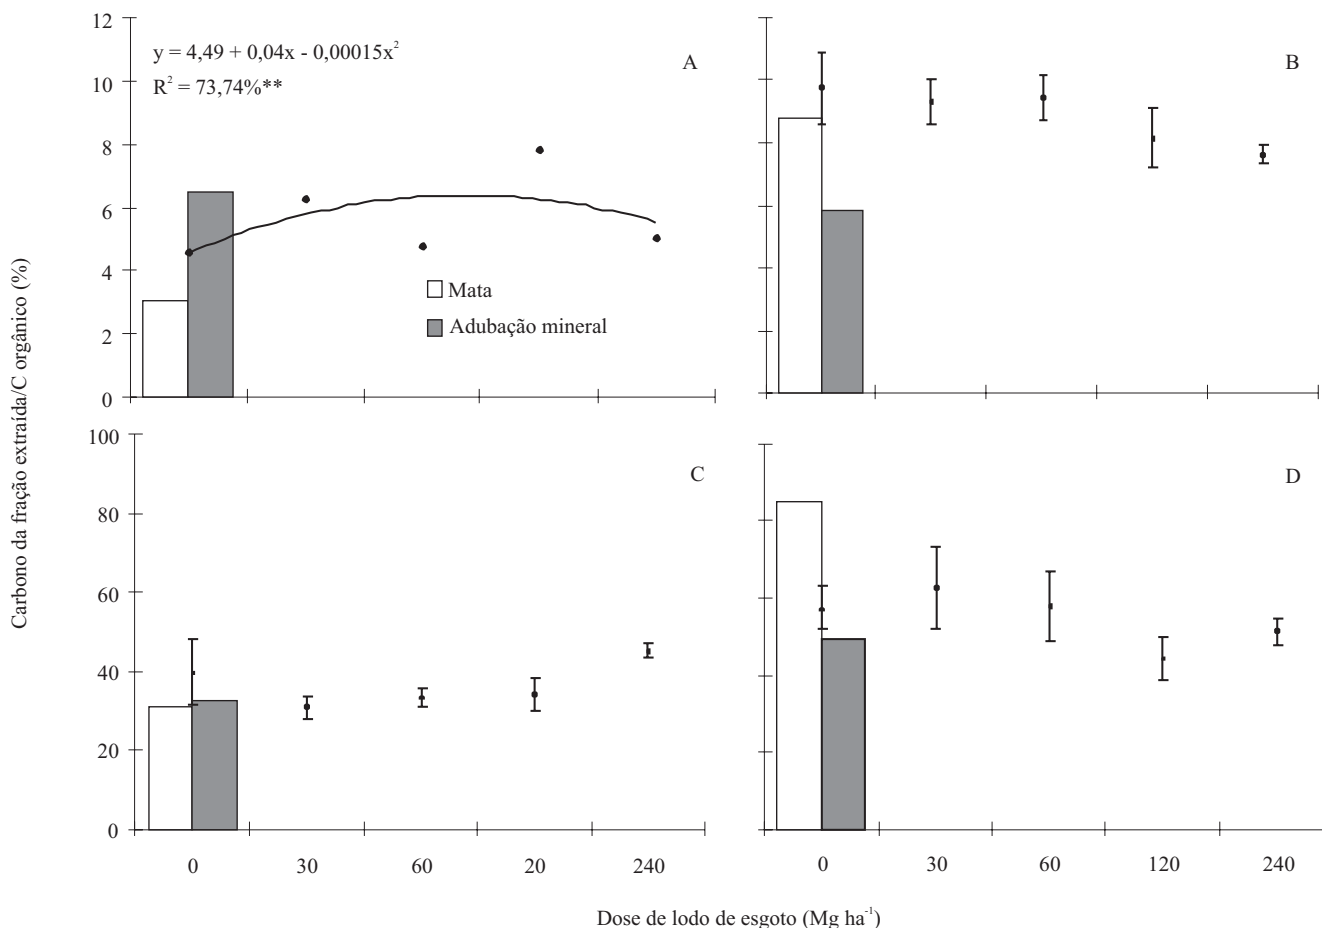 12
10
8
6
4
2
0
y = 4,49 + 0,04x - 0,00015x²
R² = 73,74%**
A
Mata
Adubação mineral
B
Carbono da fração extraída/C orgânico (%)
100
80
60
40
20
0
C
D
0 30 60 20 240
0 30 60 120 240
Dose de lodo de esgoto (Mg ha⁻¹)